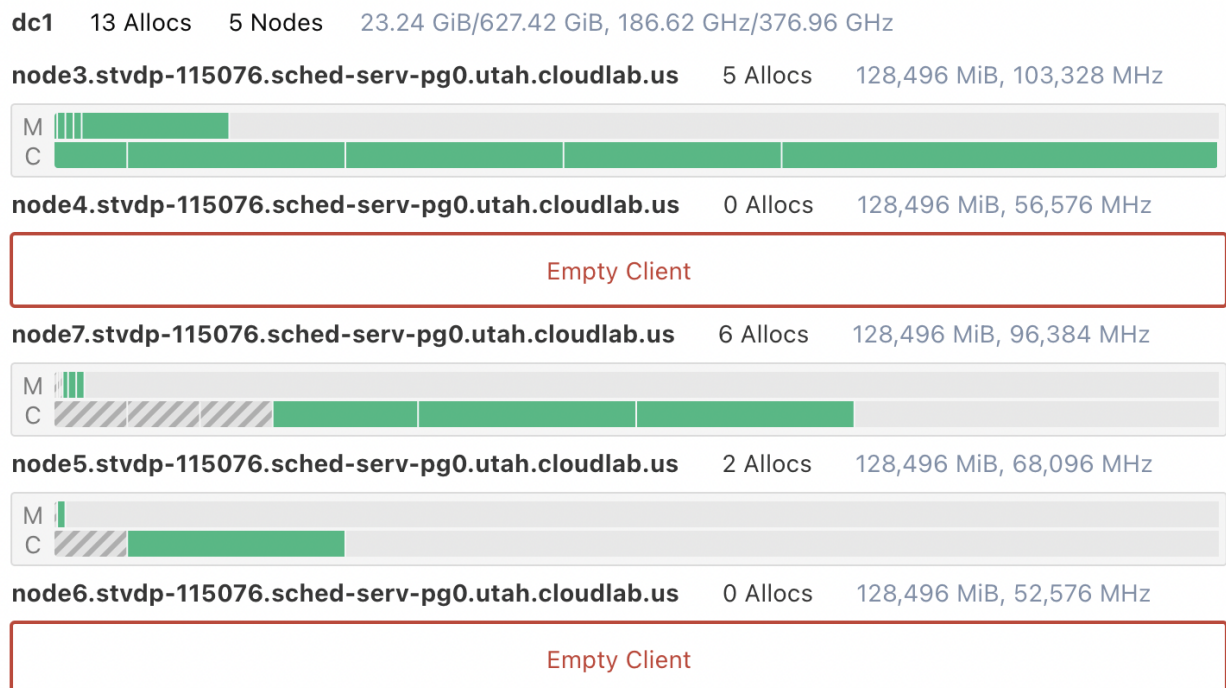 dc1 13 Allocs 5 Nodes 23.24 GiB/627.42 GiB, 186.62 GHz/376.96 GHz
node3.stvdp-115076.sched-serv-pg0.utah.cloudlab.us 5 Allocs 128,496 MiB, 103,328 MHz
M
C
node4.stvdp-115076.sched-serv-pg0.utah.cloudlab.us 0 Allocs 128,496 MiB, 56,576 MHz
Empty Client
node7.stvdp-115076.sched-serv-pg0.utah.cloudlab.us 6 Allocs 128,496 MiB, 96,384 MHz
M
C
node5.stvdp-115076.sched-serv-pg0.utah.cloudlab.us 2 Allocs 128,496 MiB, 68,096 MHz
M
C
node6.stvdp-115076.sched-serv-pg0.utah.cloudlab.us 0 Allocs 128,496 MiB, 52,576 MHz
Empty Client